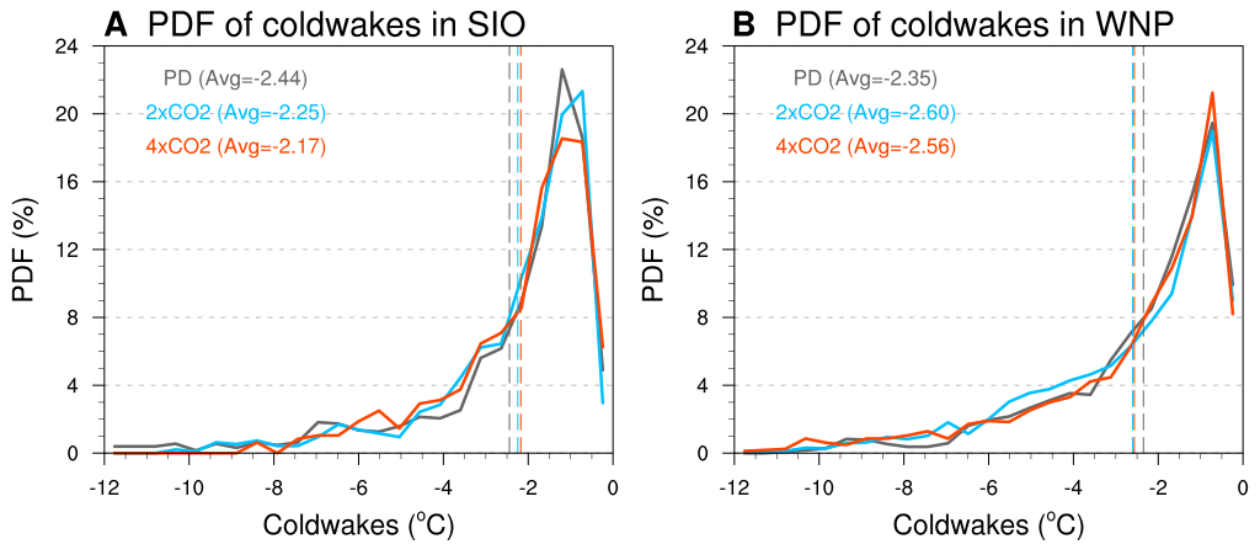 A PDF of coldwakes in SIO
24
20
16
12
8
4
0
PDF (%)
PD (Avg=-2.44)
2xCO2 (Avg=-2.25)
4xCO2 (Avg=-2.17)
-12 -10 -8 -6 -4 -2 0
Coldwakes (°C)
B PDF of coldwakes in WNP
24
20
16
12
8
4
0
PDF (%)
PD (Avg=-2.35)
2xCO2 (Avg=-2.60)
4xCO2 (Avg=-2.56)
-12 -10 -8 -6 -4 -2 0
Coldwakes (°C)